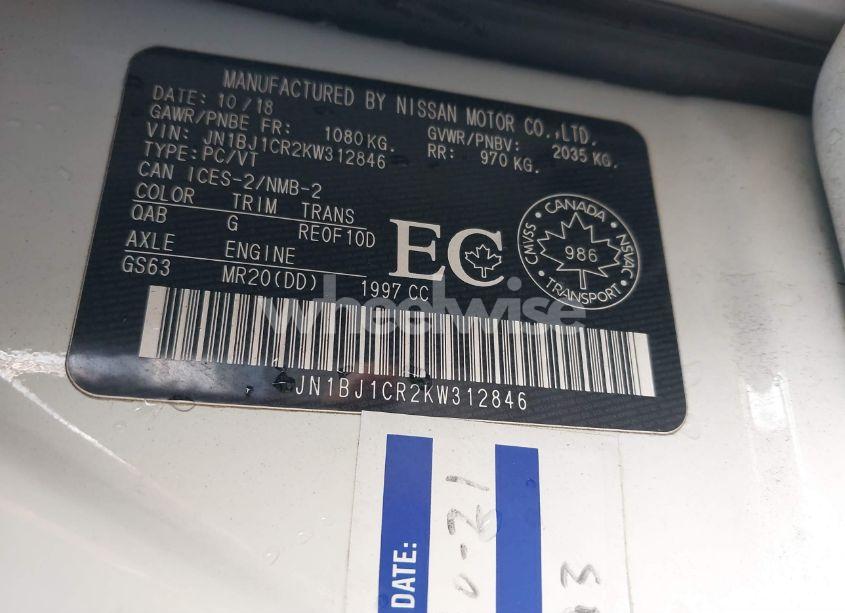 MANUFACTURED BY NISSAN MOTOR CO.,LTD.
DATE: 10/18
GAWR/PNBE FR: 1080KG. GVWR/PNBV: 2035 KG.
VIN: JN1BJ1CR2KW312846 RR: 970 KG.
TYPE: PC/VT
CAN ICES-2/NMB-2
COLOR TRIM TRANS
QAB G RE0F10D
AXLE ENGINE
GS63 MR20(DD) 1997 CC
EC
CANADA
CMVSS 986 NSVAC
TRANSPORT
wheelwise
JN1BJ1CR2KW312846
DATE: